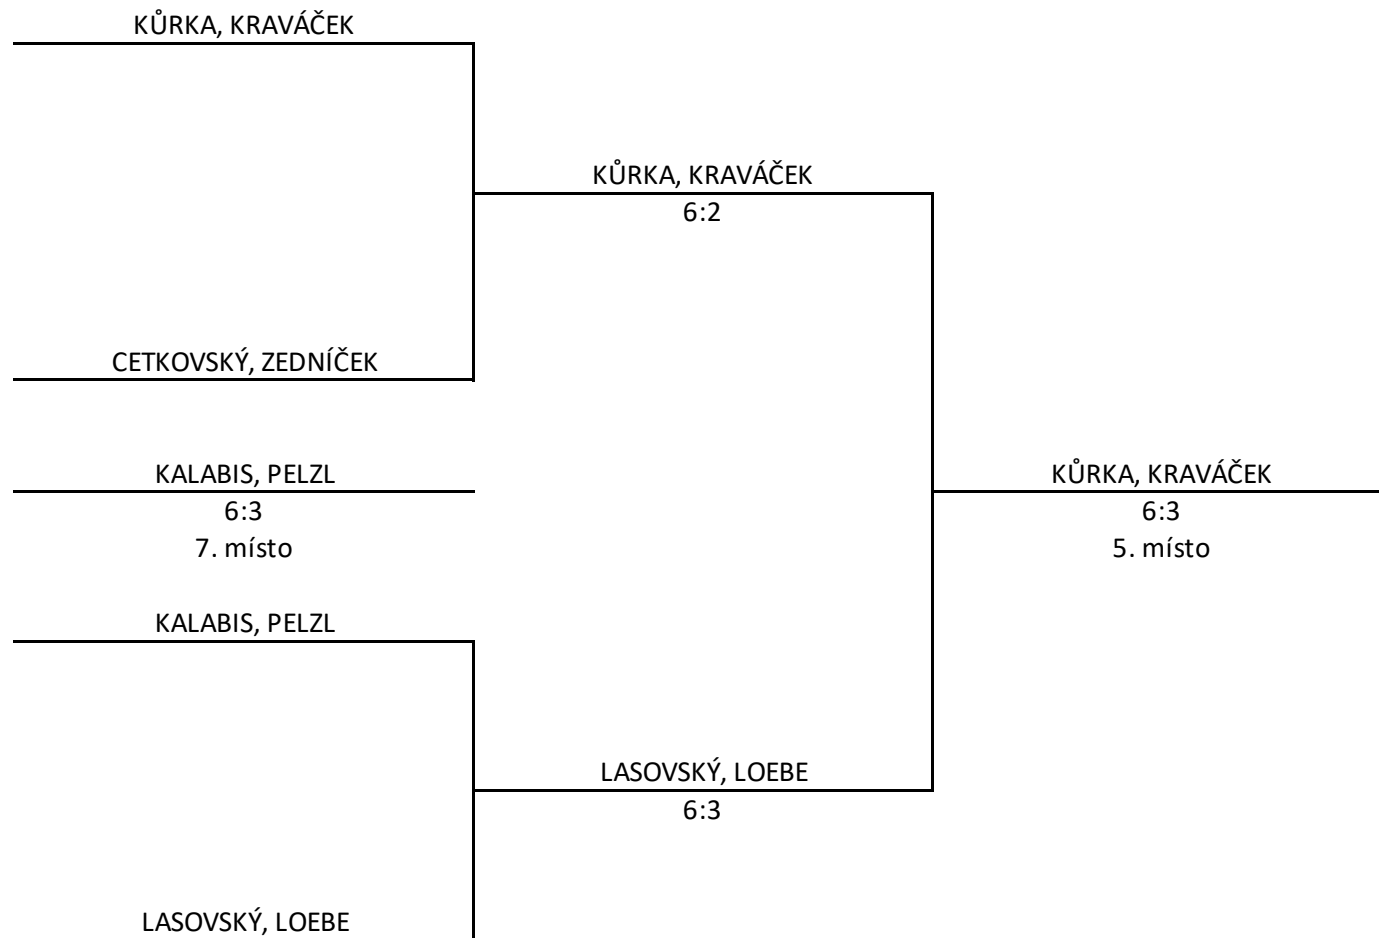 KŮRKA, KRAVÁČEK
KŮRKA, KRAVÁČEK
6:2
CETKOVSKÝ, ZEDNÍČEK
KALABIS, PELZL
6:3
7. místo
KŮRKA, KRAVÁČEK
6:3
5. místo
KALABIS, PELZL
LASOVSKÝ, LOEBE
6:3
LASOVSKÝ, LOEBE